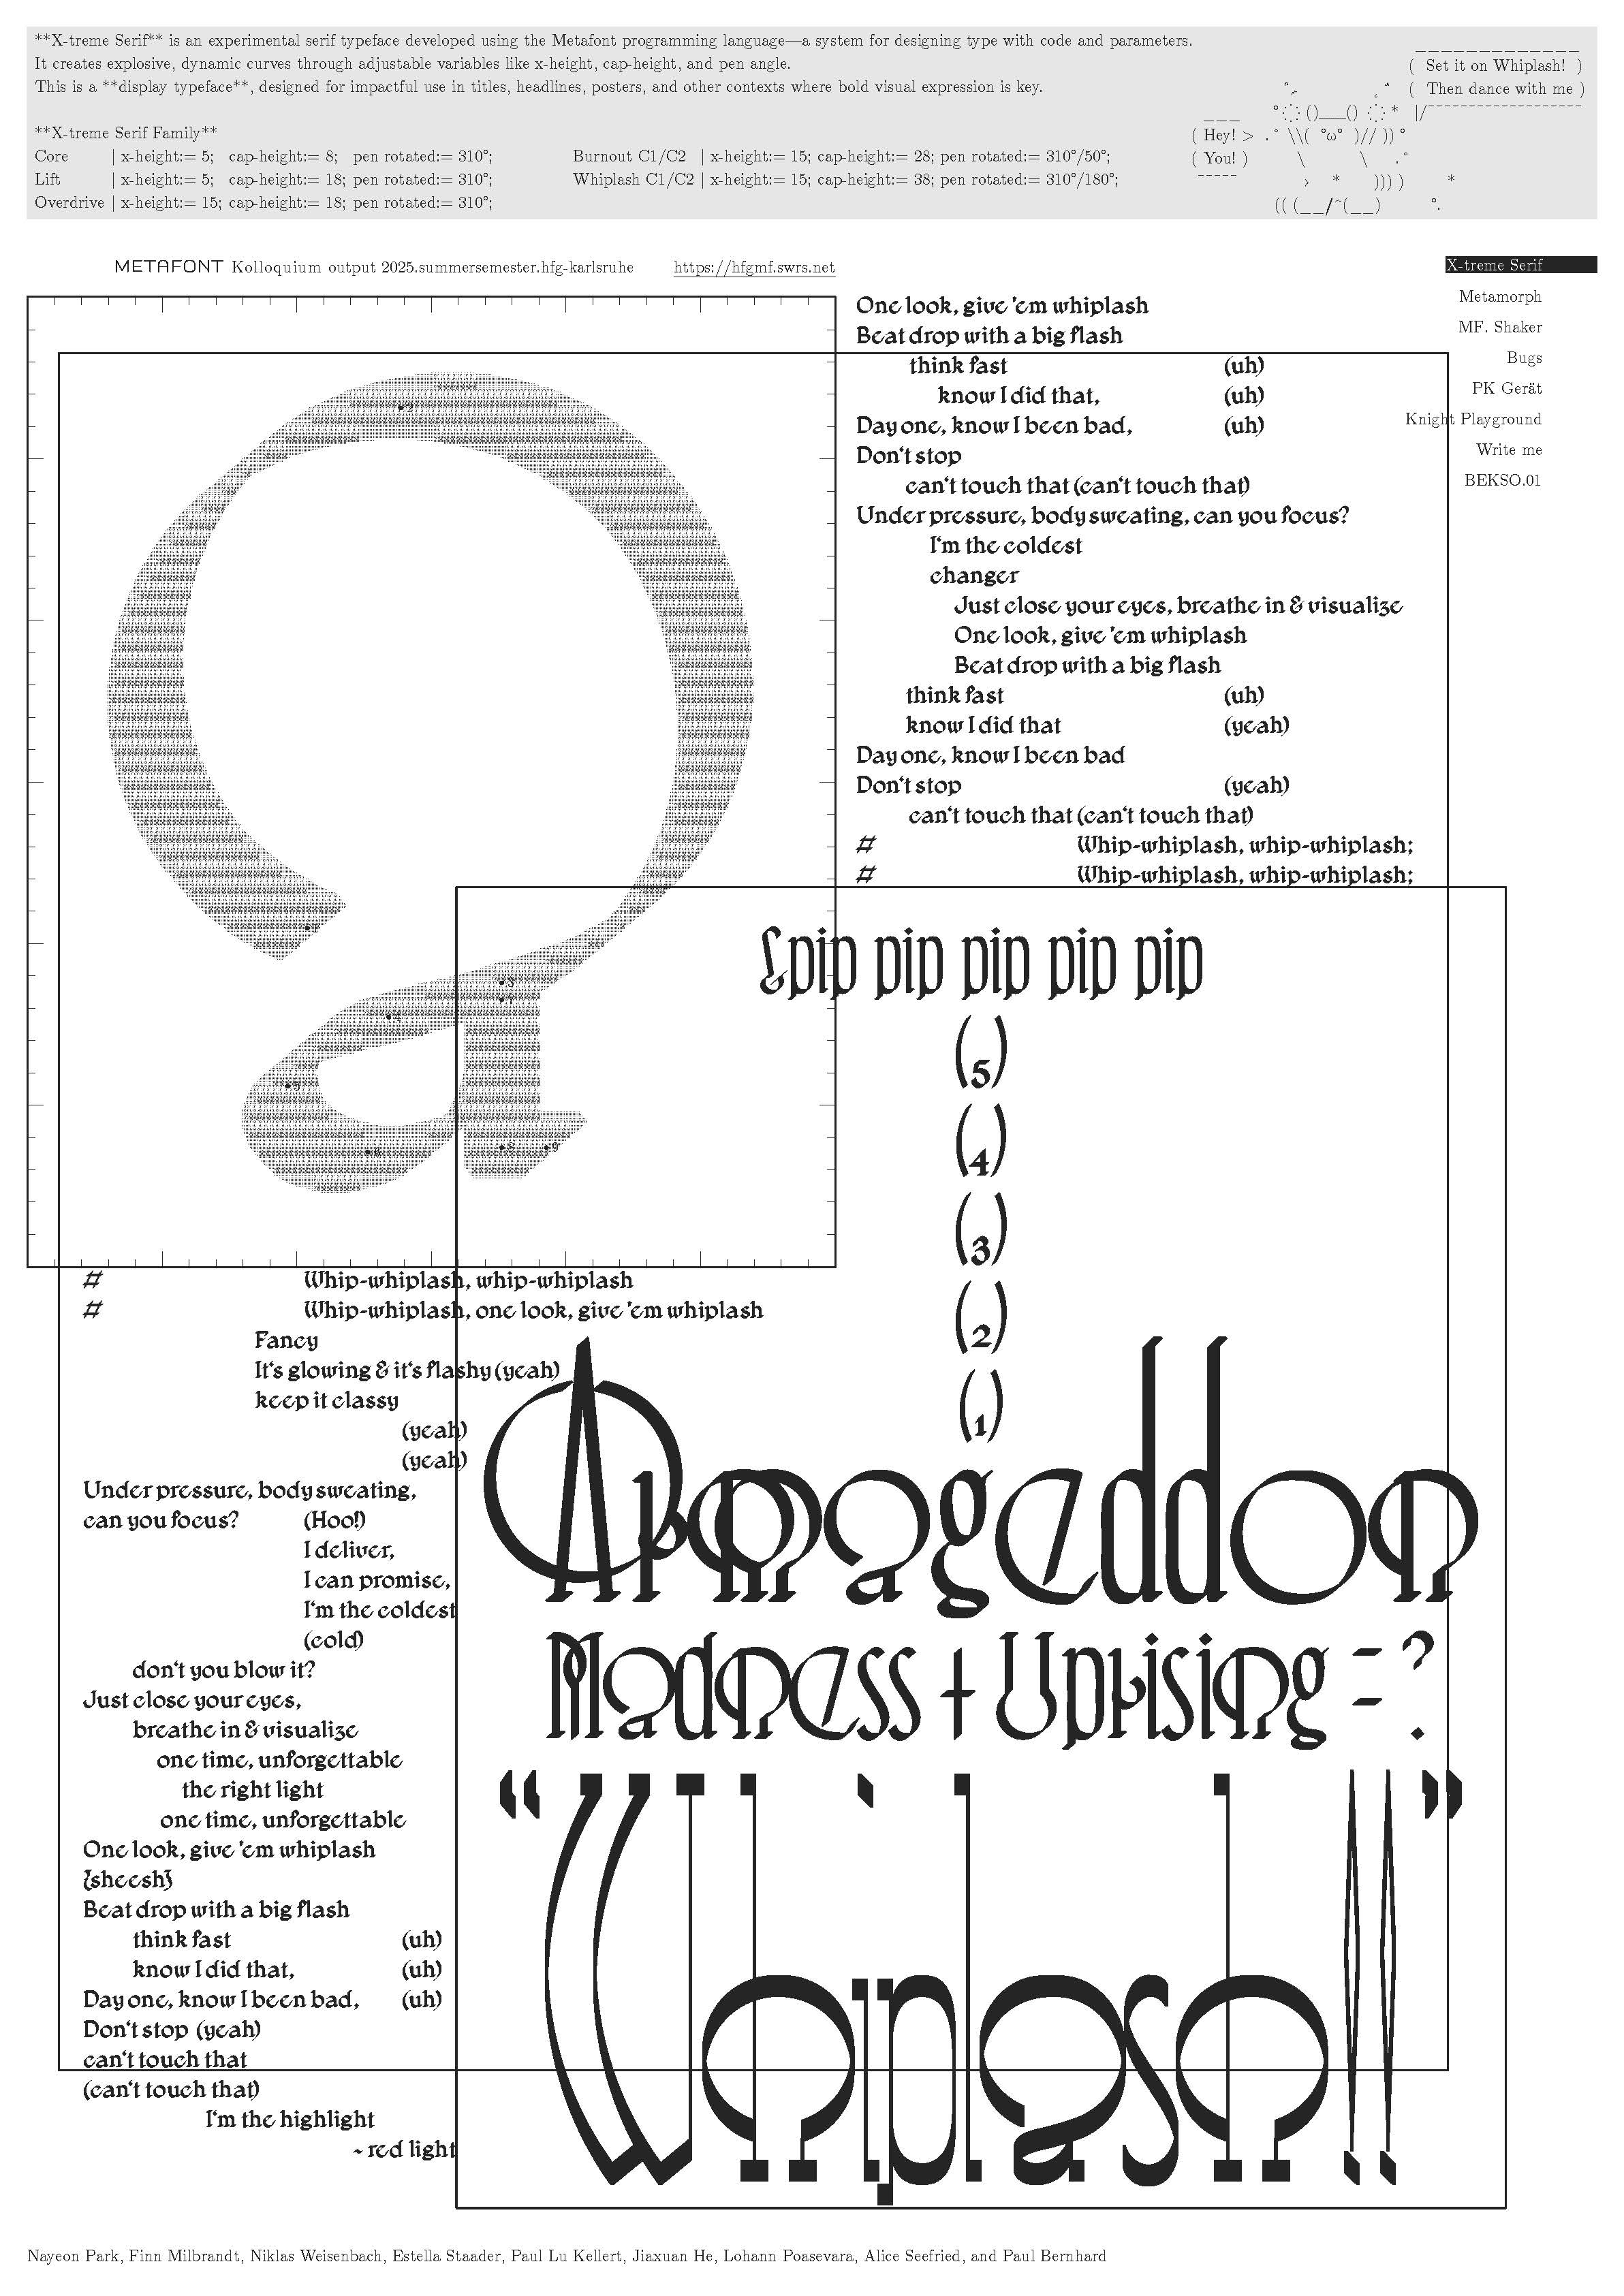 **X-treme Serif** is an experimental serif typeface developed using the Metafont programming language—a system for designing type with code and parameters.
It creates explosive, dynamic curves through adjustable variables like x-height, cap-height, and pen angle.
This is a **display typeface**, designed for impactful use in titles, headlines, posters, and other contexts where bold visual expression is key.
**X-treme Serif Family**
Core | x-height:= 5; cap-height:= 8; pen rotated:= 310°;
Lift | x-height:= 5; cap-height:= 18; pen rotated:= 310°;
Overdrive | x-height:= 15; cap-height:= 18; pen rotated:= 310°;
Burnout C1/C2 | x-height:= 15; cap-height:= 28; pen rotated:= 310°/50°;
Whiplash C1/C2 | x-height:= 15; cap-height:= 38; pen rotated:= 310°/180°;
( Hey! >
( You! )
( Set it on Whiplash! )
( Then dance with me )
METAFONT Kolloquium output 2025.summersemester.hfg-karlsruhe https://hfgmf.swrs.net
X-treme Serif
Metamorph
MF. Shaker
Bugs
PK Gerät
Knight Playground
Write me
BEKSO.01
2
1
3
7
4
5
6
8
9
One look, give 'em whiplash
Beat drop with a big flash
think fast (uh)
know I did that, (uh)
Day one, know I been bad, (uh)
Don't stop
can't touch that (can't touch that)
Under pressure, body sweating, can you focus?
I'm the coldest
changer
Just close your eyes, breathe in & visualize
One look, give 'em whiplash
Beat drop with a big flash
think fast (uh)
know I did that (yeah)
Day one, know I been bad
Don't stop (yeah)
can't touch that (can't touch that)
# Whip-whiplash, whip-whiplash;
# Whip-whiplash, whip-whiplash;
# Whip-whiplash, whip-whiplash
# Whip-whiplash, one look, give 'em whiplash
Fancy
It's glowing & it's flashy (yeah)
keep it classy
(yeah)
(yeah)
Under pressure, body sweating,
can you focus? (Hoo!)
I deliver,
I can promise,
I'm the coldest
(cold)
don't you blow it?
Just close your eyes,
breathe in & visualize
one time, unforgettable
the right light
one time, unforgettable
One look, give 'em whiplash
{sheesh}
Beat drop with a big flash
think fast (uh)
know I did that, (uh)
Day one, know I been bad, (uh)
Don't stop (yeah)
can't touch that
(can't touch that)
I'm the highlight
~ red light
pip pip pip pip pip
(5)
(4)
(3)
(2)
(1)
Armageddon
Madness + Uprising = ?
“Whiplash!!”
Nayeon Park, Finn Milbrandt, Niklas Weisenbach, Estella Staader, Paul Lu Kellert, Jiaxuan He, Lohann Poasevara, Alice Seefried, and Paul Bernhard